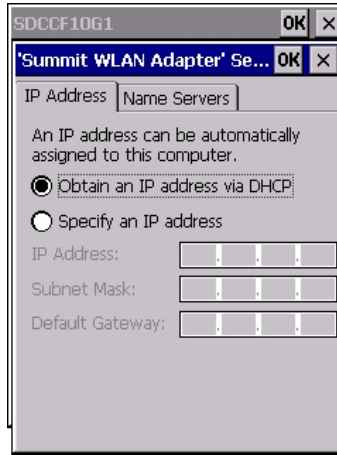 SDCCF10G1 OK ×
'Summit WLAN Adapter' Se... OK ×
IP Address Name Servers
An IP address can be automatically
assigned to this computer.
Obtain an IP address via DHCP
Specify an IP address
IP Address:
Subnet Mask:
Default Gateway: